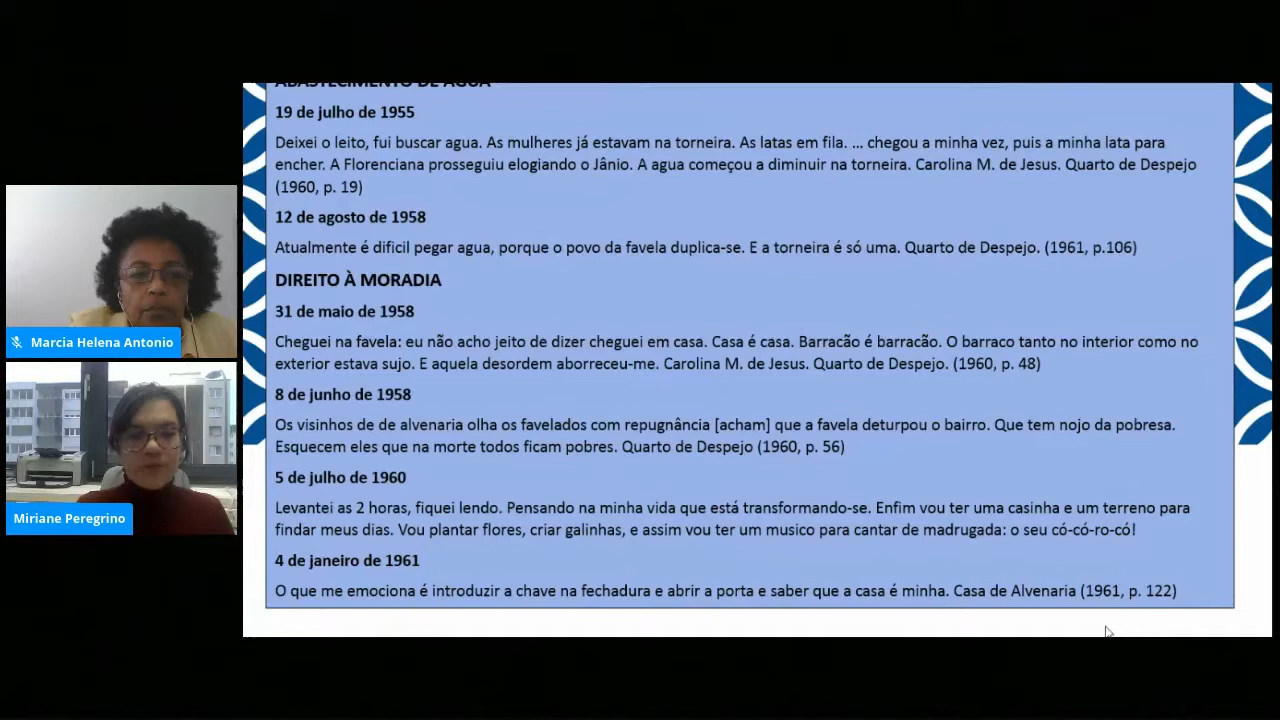 ABASTECIMENTO DE ÁGUA
19 de julho de 1955
Deixei o leito, fui buscar agua. As mulheres já estavam na torneira. As latas em fila. ... chegou a minha vez, puis a minha lata para
encher. A Florenciana prosseguiu elogiando o Jânio. A agua começou a diminuir na torneira. Carolina M. de Jesus. Quarto de Despejo
(1960, p. 19)
12 de agosto de 1958
Atualmente é dificil pegar agua, porque o povo da favela duplica-se. E a torneira é só uma. Quarto de Despejo. (1961, p.106)
DIREITO À MORADIA
31 de maio de 1958
Cheguei na favela: eu não acho jeito de dizer cheguei em casa. Casa é casa. Barracão é barracão. O barraco tanto no interior como no
exterior estava sujo. E aquela desordem aborreceu-me. Carolina M. de Jesus. Quarto de Despejo. (1960, p. 48)
8 de junho de 1958
Os visinhos de de alvenaria olha os favelados com repugnância [acham] que a favela deturpou o bairro. Que tem nojo da pobresa.
Esquecem eles que na morte todos ficam pobres. Quarto de Despejo (1960, p. 56)
5 de julho de 1960
Levantei as 2 horas, fiquei lendo. Pensando na minha vida que está transformando-se. Enfim vou ter uma casinha e um terreno para
findar meus dias. Vou plantar flores, criar galinhas, e assim vou ter um musico para cantar de madrugada: o seu có-có-ro-có!
4 de janeiro de 1961
O que me emociona é introduzir a chave na fechadura e abrir a porta e saber que a casa é minha. Casa de Alvenaria (1961, p. 122)
Marcia Helena Antonio
Miriane Peregrino